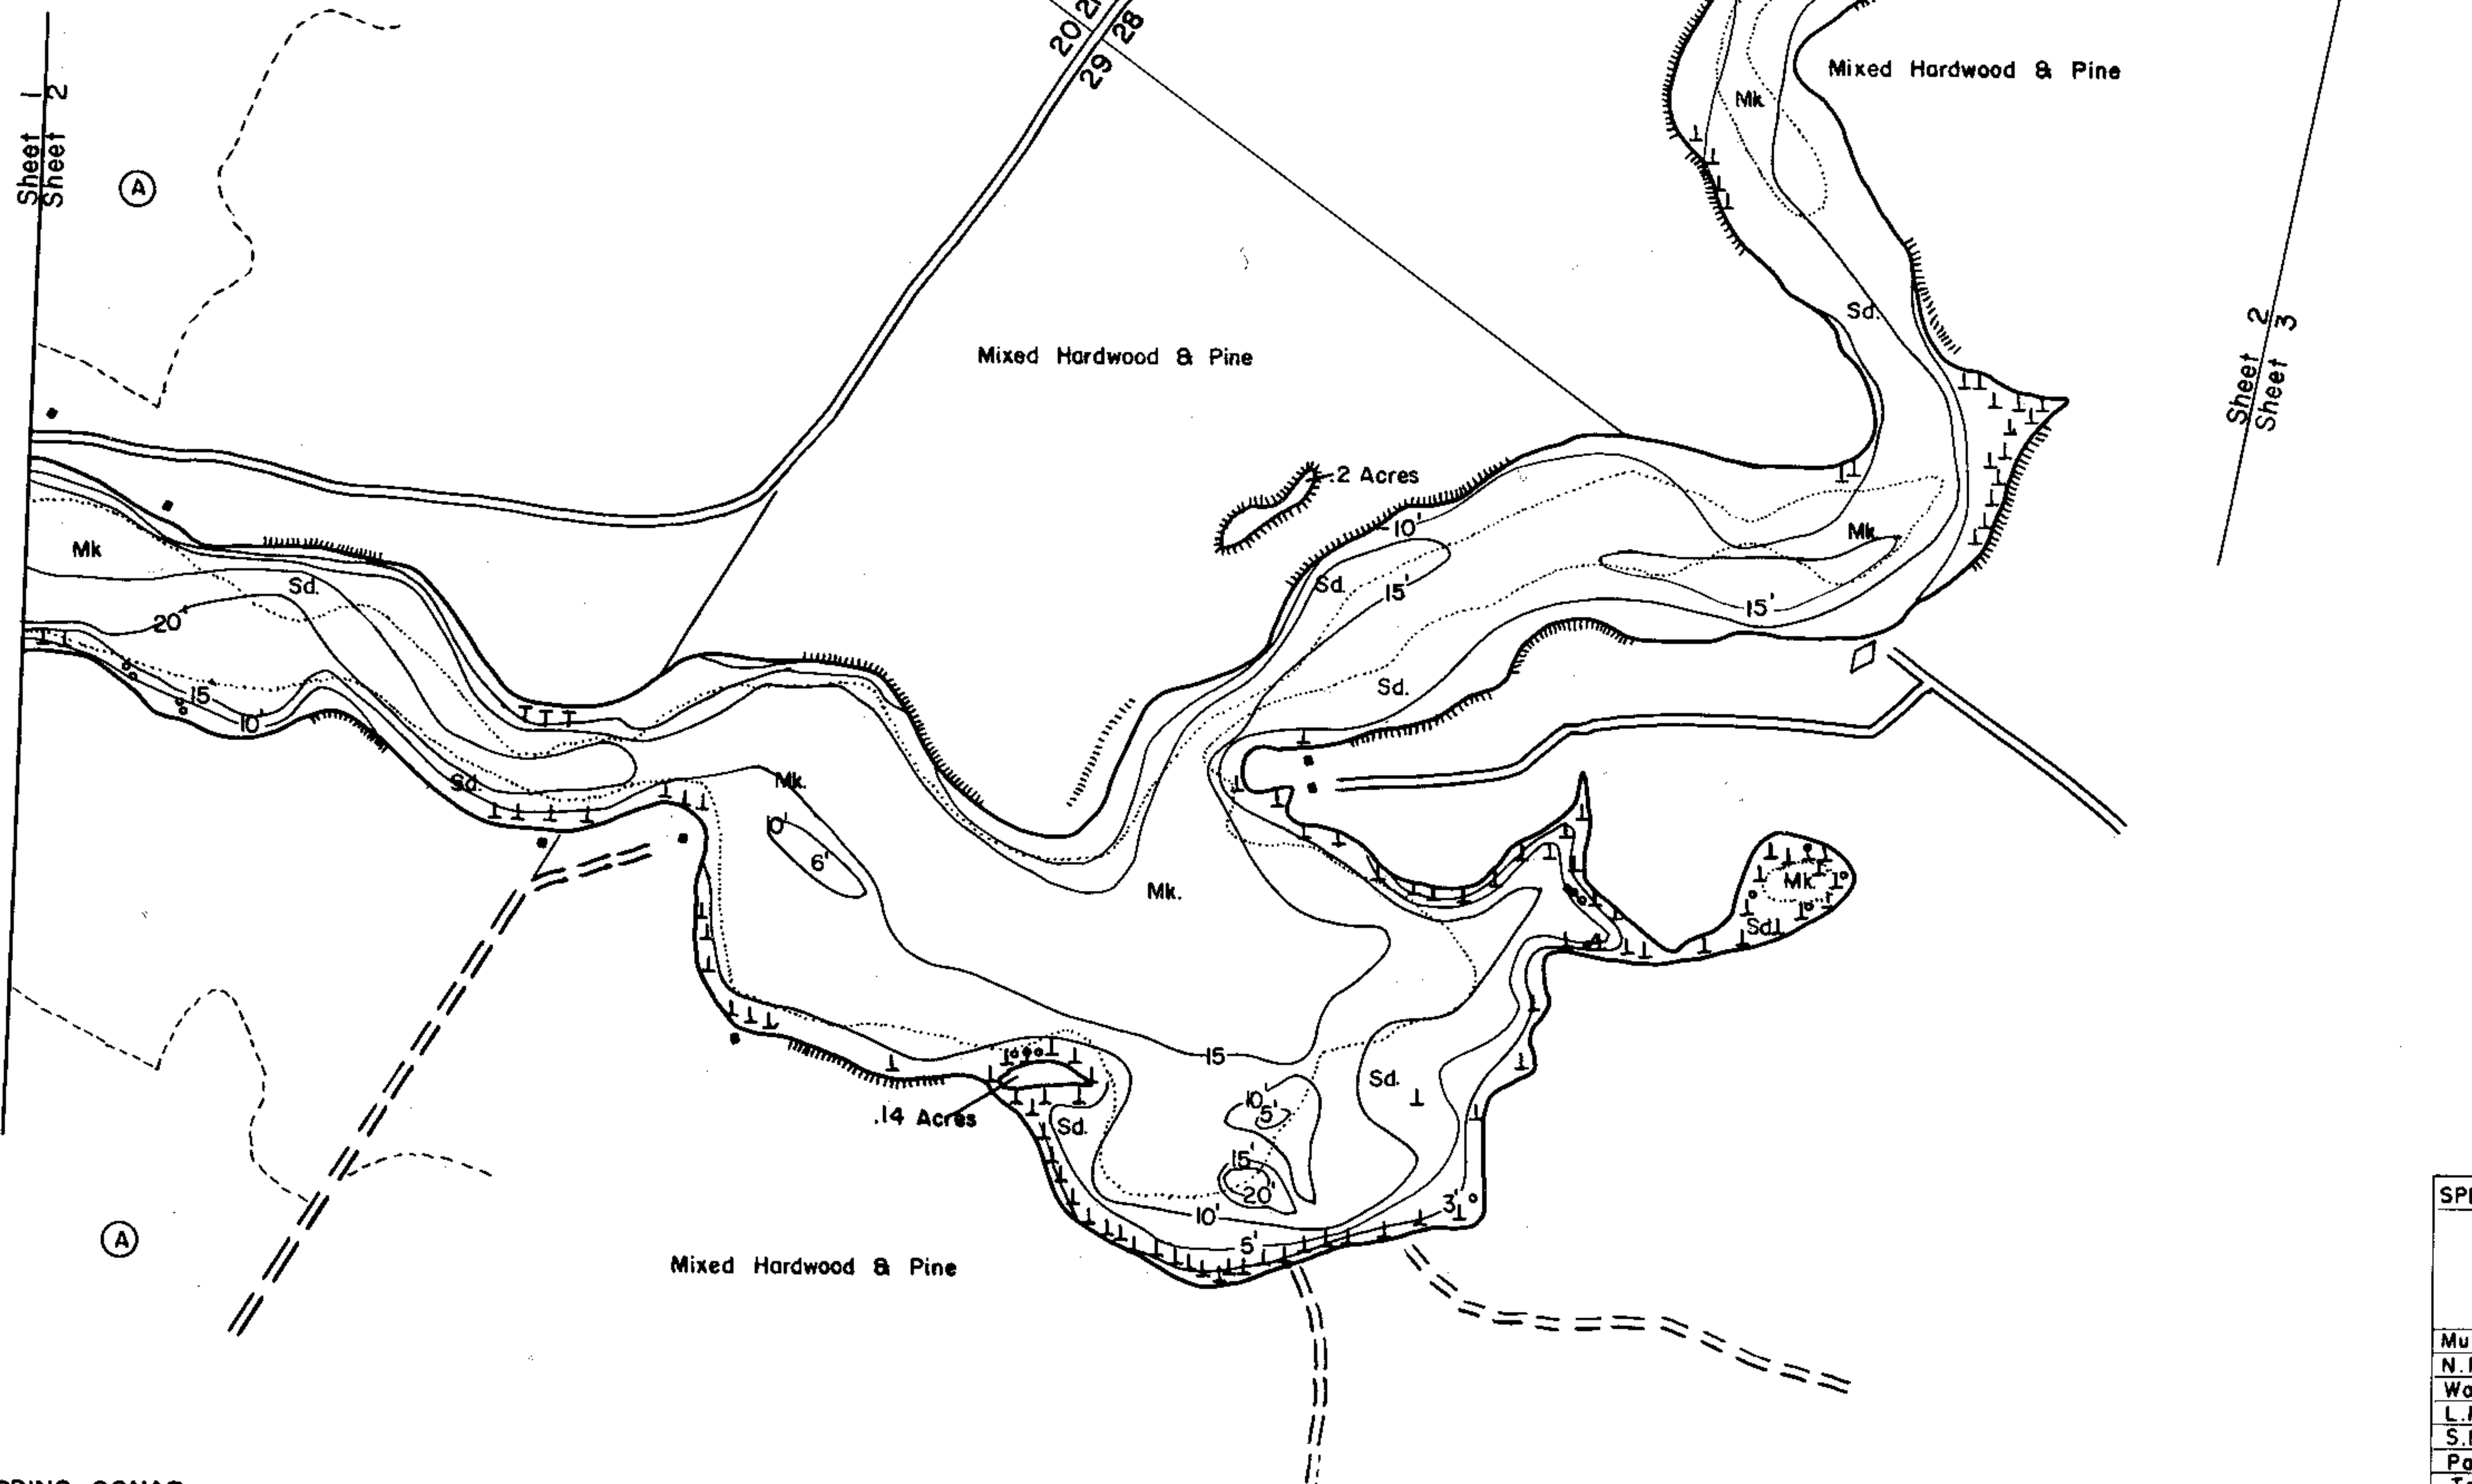 20
21
28
29
Mixed Hardwood & Pine
Mk.
Sheet 1
Sheet 2
A
Sd.
Sheet 2
Sheet 3
Mixed Hardwood & Pine
.2 Acres
10'
Mk
Mk.
Sd.
Sd.
15'
15'
20'
Sd.
15
10'
Sd.
Mk.
10'
6'
Mk.
Mk.
Sd.
4
15
Sd.
10
5'
.14 Acres
Sd.
15'
20'
3'
10'
5'
A
Mixed Hardwood & Pine